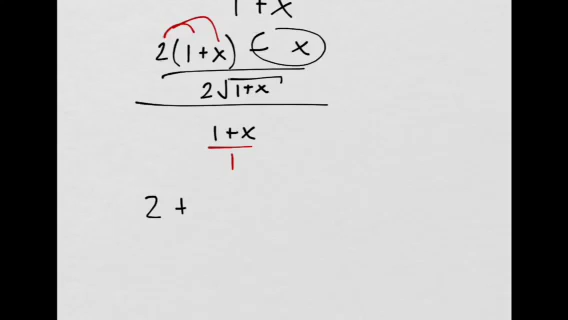 1 + x
2(1+x) - x
2√1+x
1+x
1
2 +